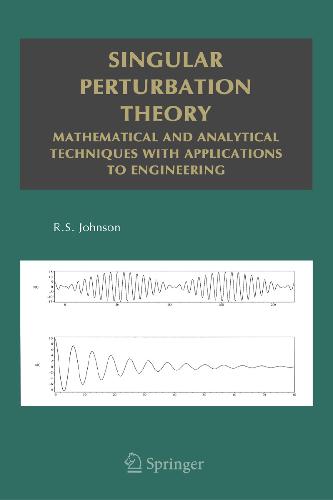 SINGULAR
PERTURBATION
THEORY
MATHEMATICAL AND ANALYTICAL
TECHNIQUES WITH APPLICATIONS
TO ENGINEERING
R.S. Johnson
Springer